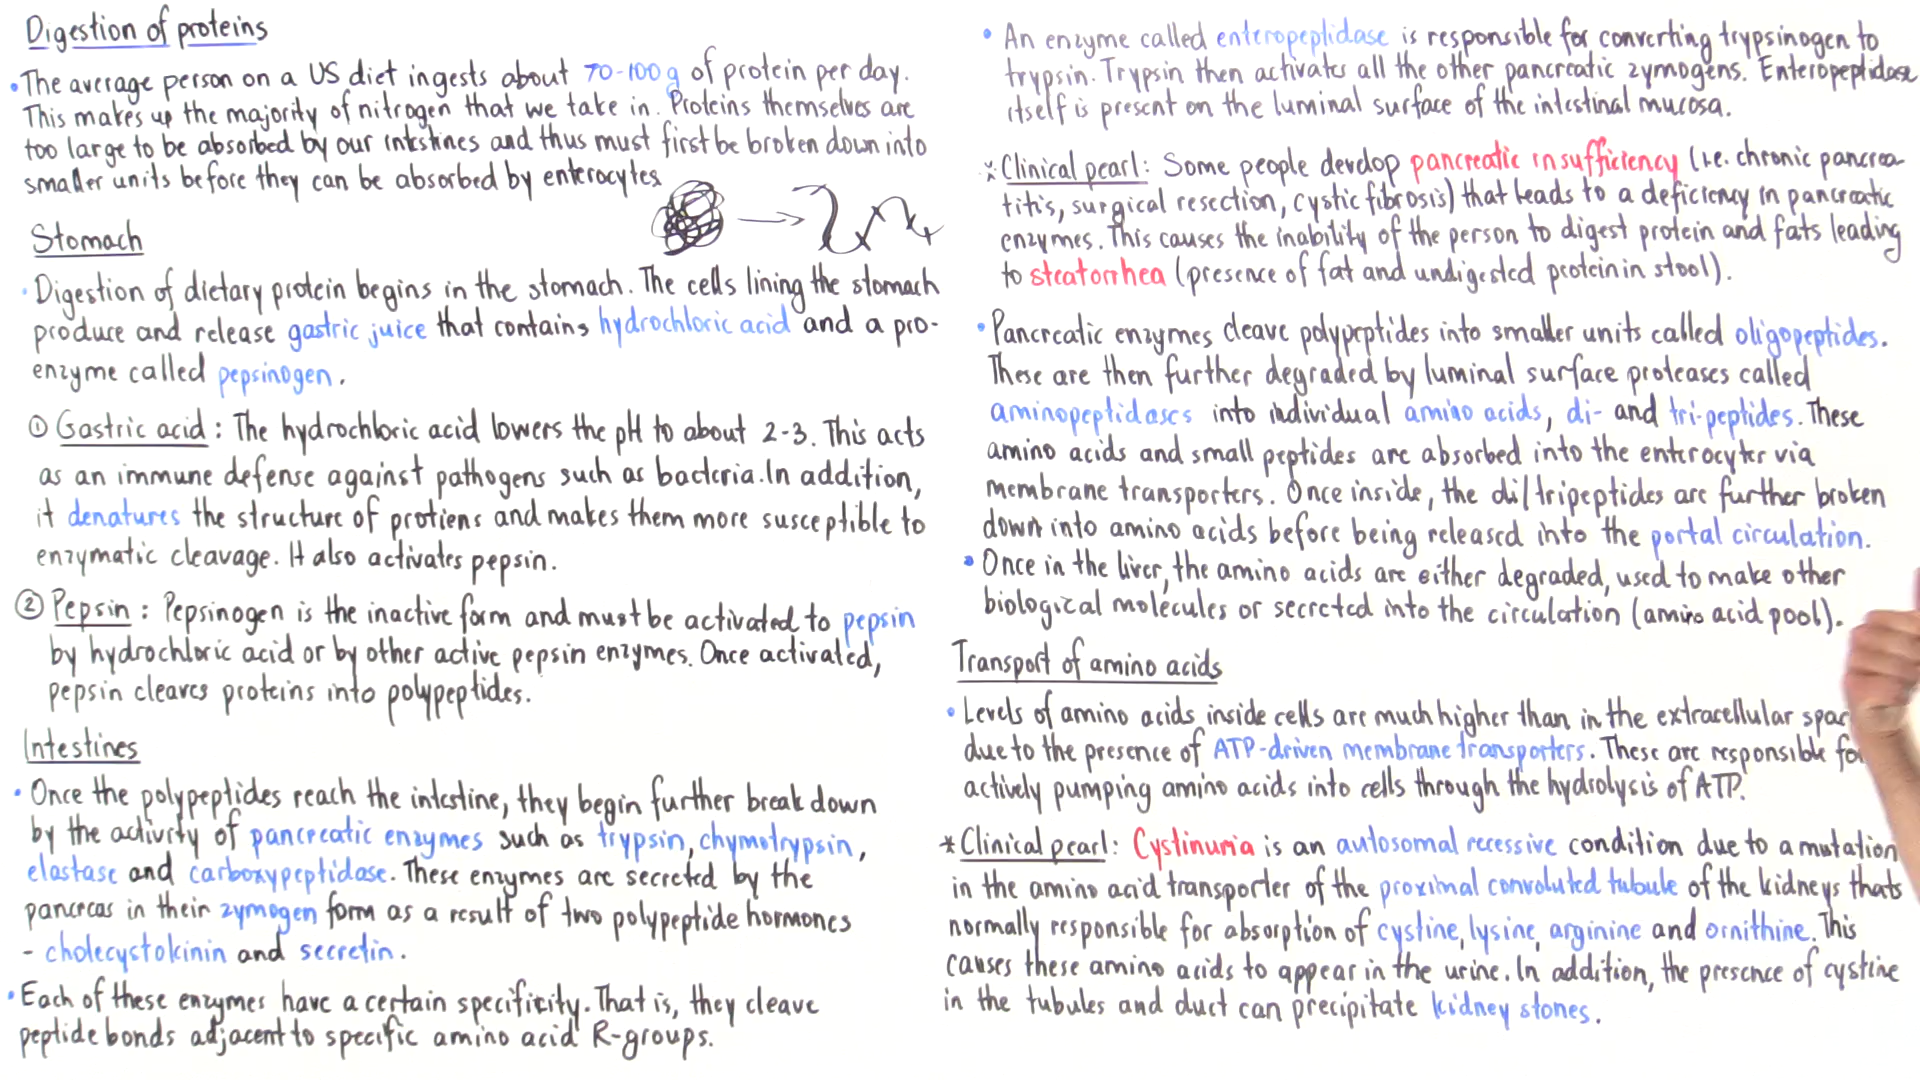 Digestion of proteins
• The average person on a US diet ingests about 70-100g of protein per day.
This makes up the majority of nitrogen that we take in. Proteins themselves are
too large to be absorbed by our intestines and thus must first be broken down into
smaller units before they can be absorbed by enterocytes
Stomach
• Digestion of dietary protein begins in the stomach. The cells lining the stomach
produce and release gastric juice that contains hydrochloric acid and a pro-
enzyme called pepsinogen.
① Gastric acid: The hydrochloric acid lowers the pH to about 2-3. This acts
as an immune defense against pathogens such as bacteria. In addition,
it denatures the structure of protiens and makes them more susceptible to
enzymatic cleavage. It also activates pepsin.
② Pepsin: Pepsinogen is the inactive form and must be activated to pepsin
by hydrochloric acid or by other active pepsin enzymes. Once activated,
pepsin cleaves proteins into polypeptides.
Intestines
• Once the polypeptides reach the intestine, they begin further break down
by the activity of pancreatic enzymes such as trypsin, chymotrypsin,
elastase and carboxypeptidase. These enzymes are secreted by the
pancreas in their zymogen form as a result of two polypeptide hormones
- cholecystokinin and secretin.
• Each of these enzymes have a certain specificity. That is, they cleave
peptide bonds adjacent to specific amino acid R-groups.
• An enzyme called enteropeptidase is responsible for converting trypsinogen to
trypsin. Trypsin then activates all the other pancreatic zymogens. Enteropeptidase
itself is present on the luminal surface of the intestinal mucosa.
* Clinical pearl: Some people develop pancreatic insufficiency (i.e. chronic pancrea-
titis, surgical resection, cystic fibrosis) that leads to a deficiency in pancreatic
enzymes. This causes the inability of the person to digest protein and fats leading
to steatorrhea (presence of fat and undigested protein in stool).
• Pancreatic enzymes cleave polypeptides into smaller units called oligopeptides.
These are then further degraded by luminal surface proteases called
aminopeptidases into individual amino acids, di- and tri-peptides. These
amino acids and small peptides are absorbed into the enterocytes via
membrane transporters. Once inside, the di/tripeptides are further broken
down into amino acids before being released into the portal circulation.
• Once in the liver, the amino acids are either degraded, used to make other
biological molecules or secreted into the circulation (amino acid pool).
Transport of amino acids
• Levels of amino acids inside cells are much higher than in the extracellular spac
due to the presence of ATP-driven membrane transporters. These are responsible for
actively pumping amino acids into cells through the hydrolysis of ATP.
* Clinical pearl: Cystinuria is an autosomal recessive condition due to a mutation
in the amino acid transporter of the proximal convoluted tubule of the kidneys thats
normally responsible for absorption of cystine, lysine, arginine and ornithine. This
causes these amino acids to appear in the urine. In addition, the presence of cystine
in the tubules and duct can precipitate kidney stones.